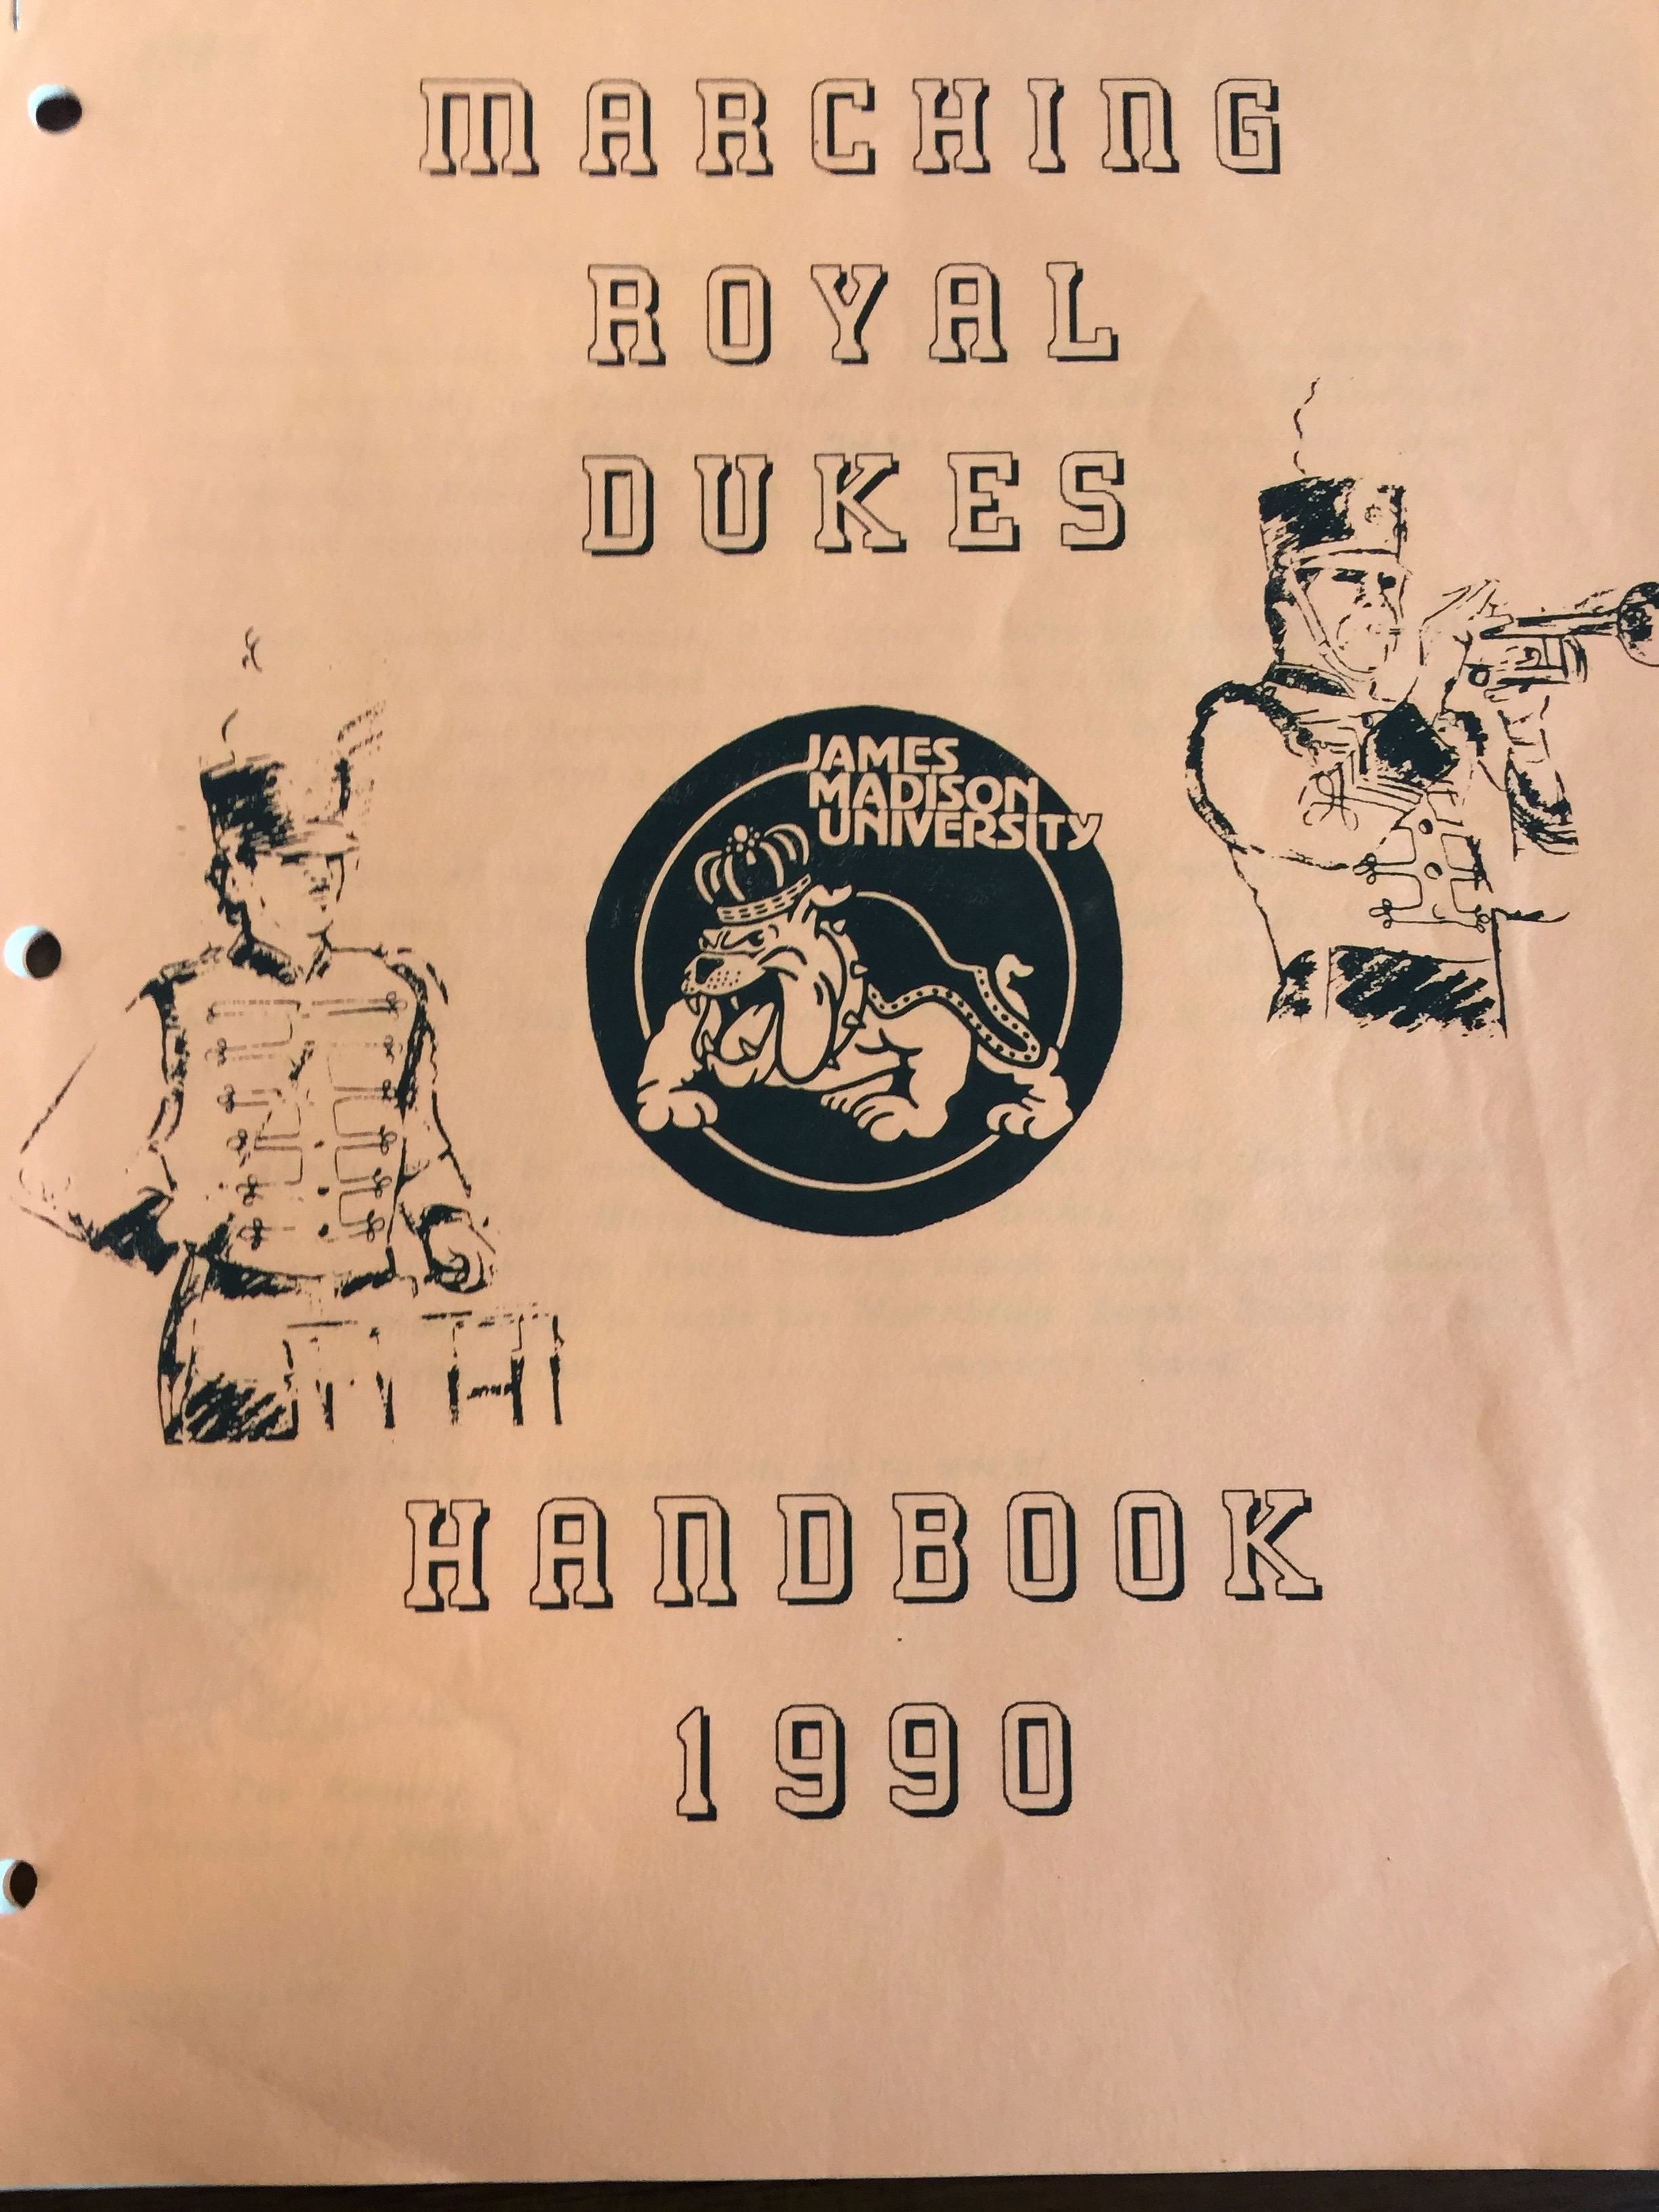 MARCHING
ROYAL
DUKES
JAMES
MADISON
UNIVERSITY
HANDBOOK
1990